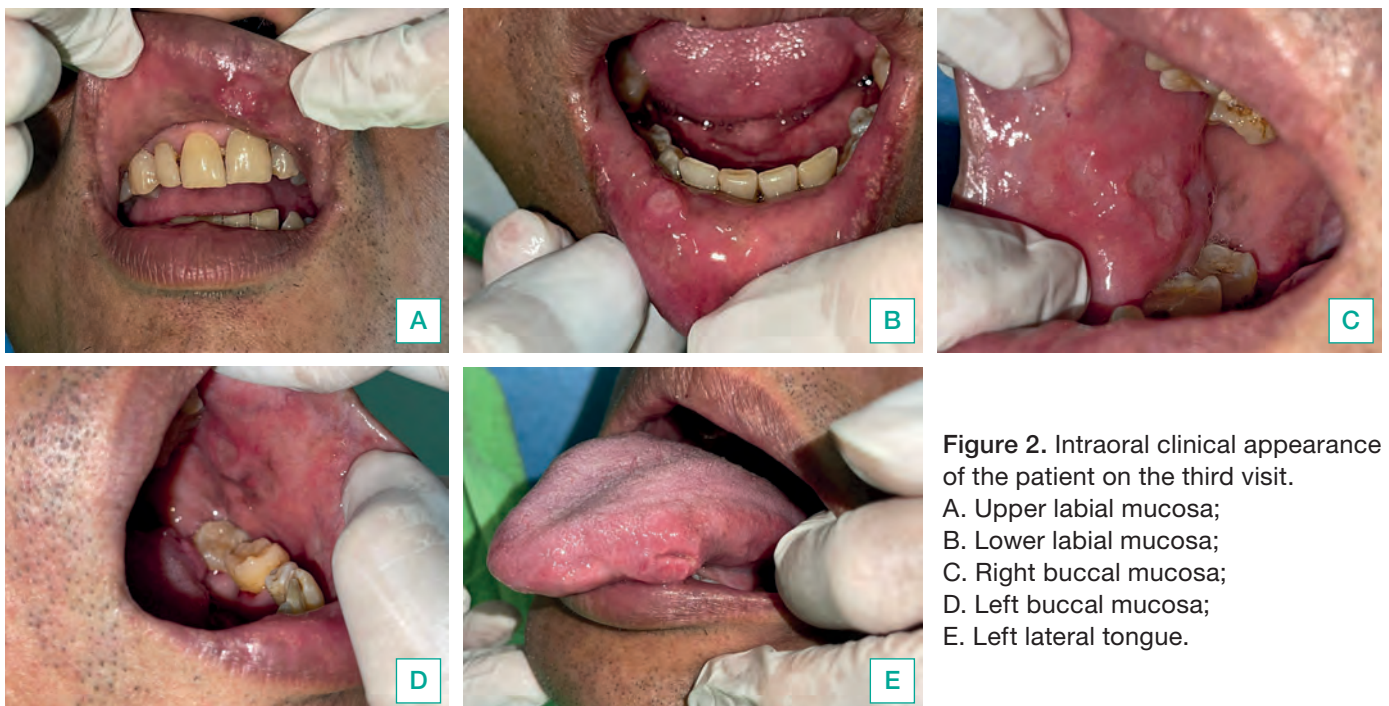 A
B
C
D
E
Figure 2. Intraoral clinical appearance
of the patient on the third visit.
A. Upper labial mucosa;
B. Lower labial mucosa;
C. Right buccal mucosa;
D. Left buccal mucosa;
E. Left lateral tongue.